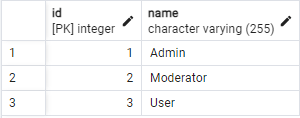 id name
[PK] integer character varying (255)
1 1 Admin
2 2 Moderator
3 3 User